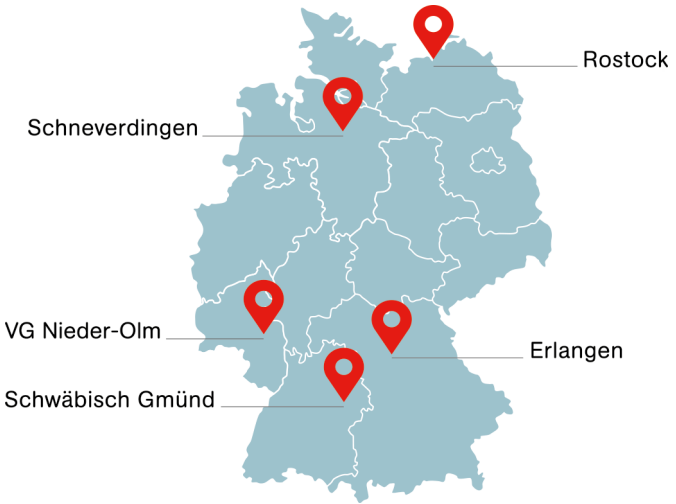 Rostock
Schneverdingen
VG Nieder-Olm
Erlangen
Schwäbisch Gmünd